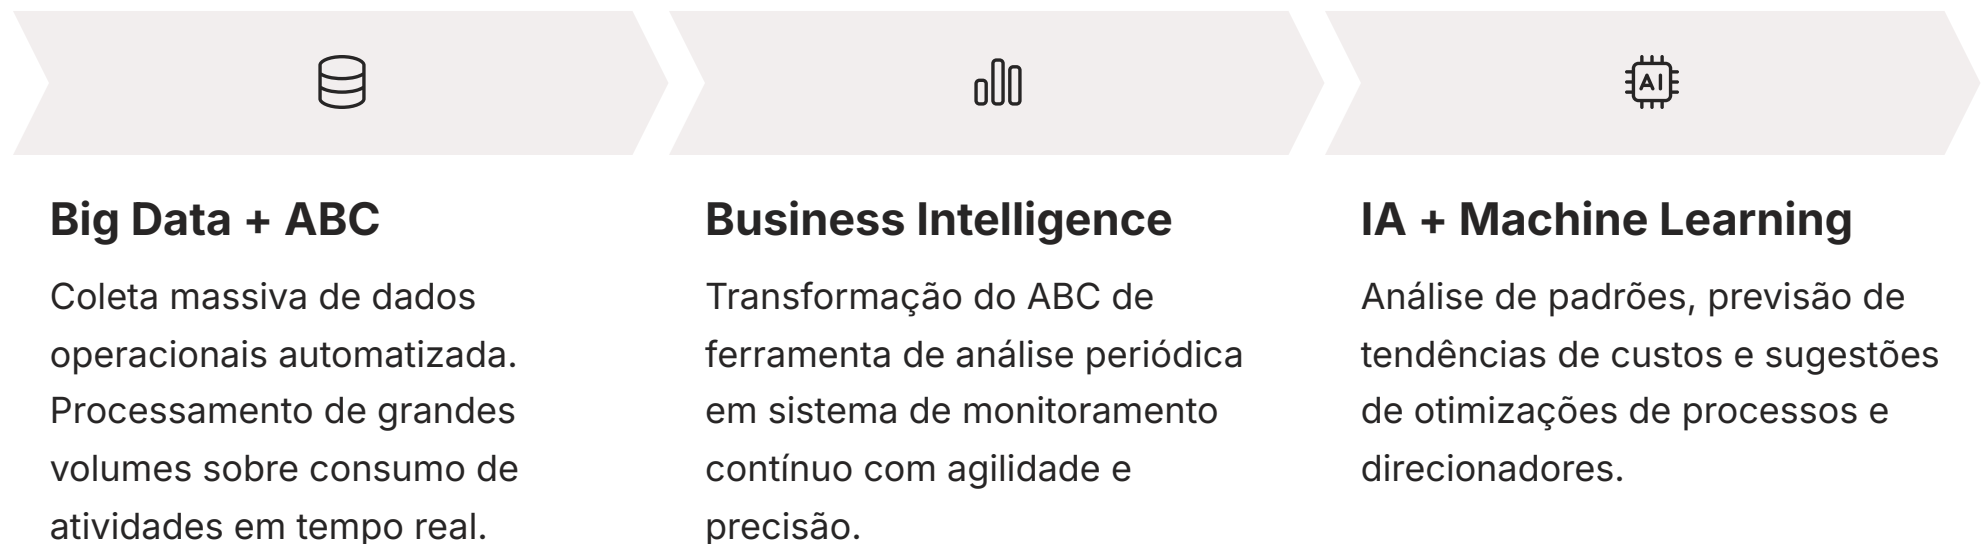 Big Data + ABC
Coleta massiva de dados
operacionais automatizada.
Processamento de grandes
volumes sobre consumo de
atividades em tempo real.
Business Intelligence
Transformação do ABC de
ferramenta de análise periódica
em sistema de monitoramento
contínuo com agilidade e
precisão.
AI
IA + Machine Learning
Análise de padrões, previsão de
tendências de custos e sugestões
de otimizações de processos e
direcionadores.